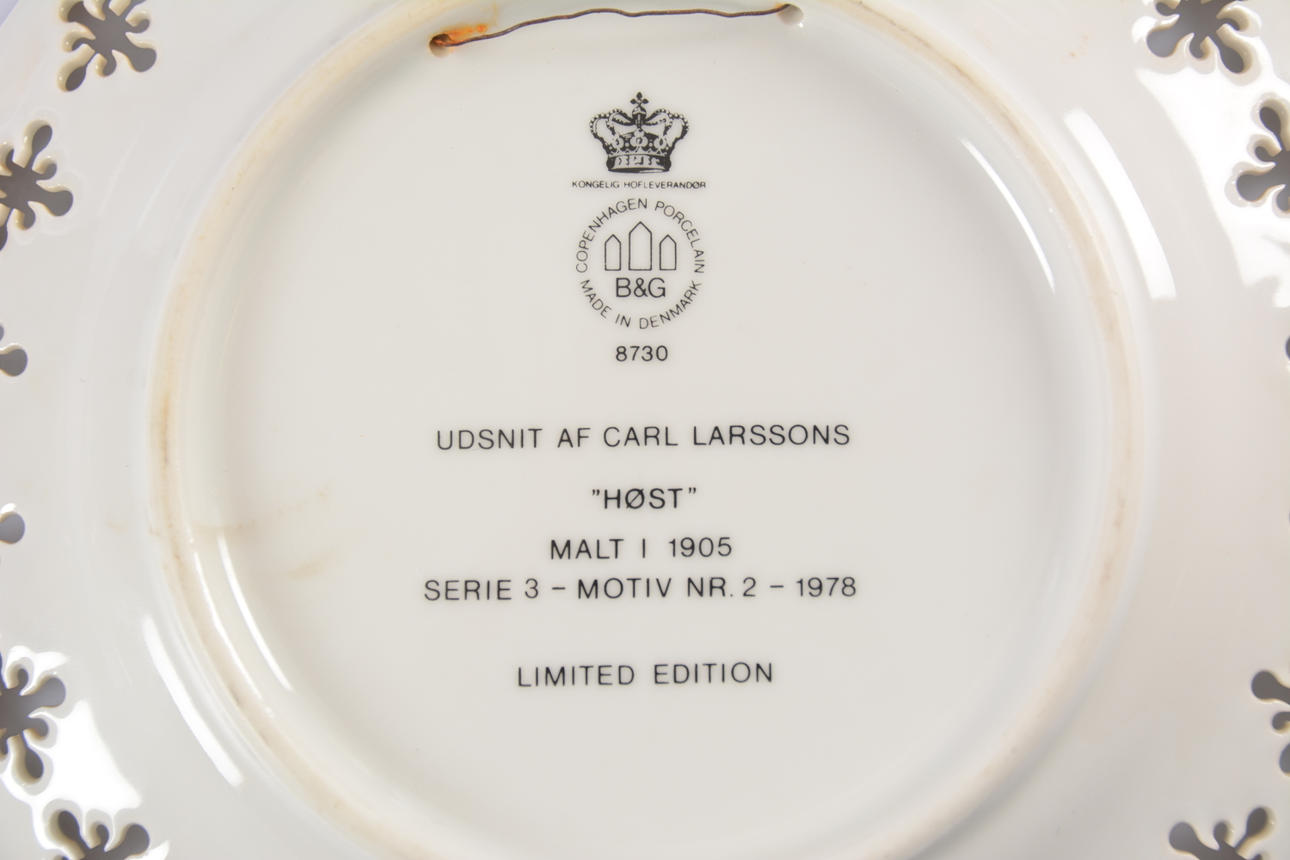 KONGELIG HOFLEVERANDØR
COPENHAGEN PORCELAIN
B&G
MADE IN DENMARK
8730
UDSNIT AF CARL LARSSONS
”HØST”
MALT I 1905
SERIE 3 – MOTIV NR. 2 – 1978
LIMITED EDITION